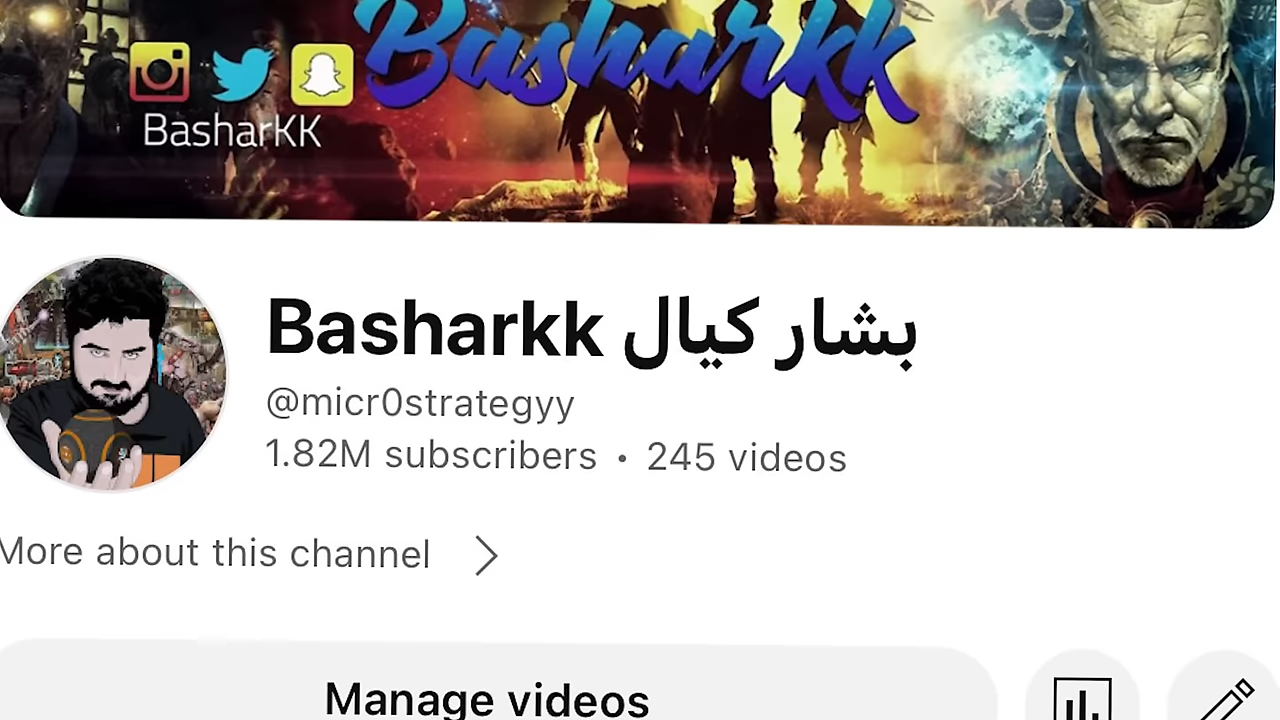 Basharkk
BasharKK
Basharkk بشار كيال
@micr0strategyy
1.82M subscribers • 245 videos
More about this channel
Manage videos